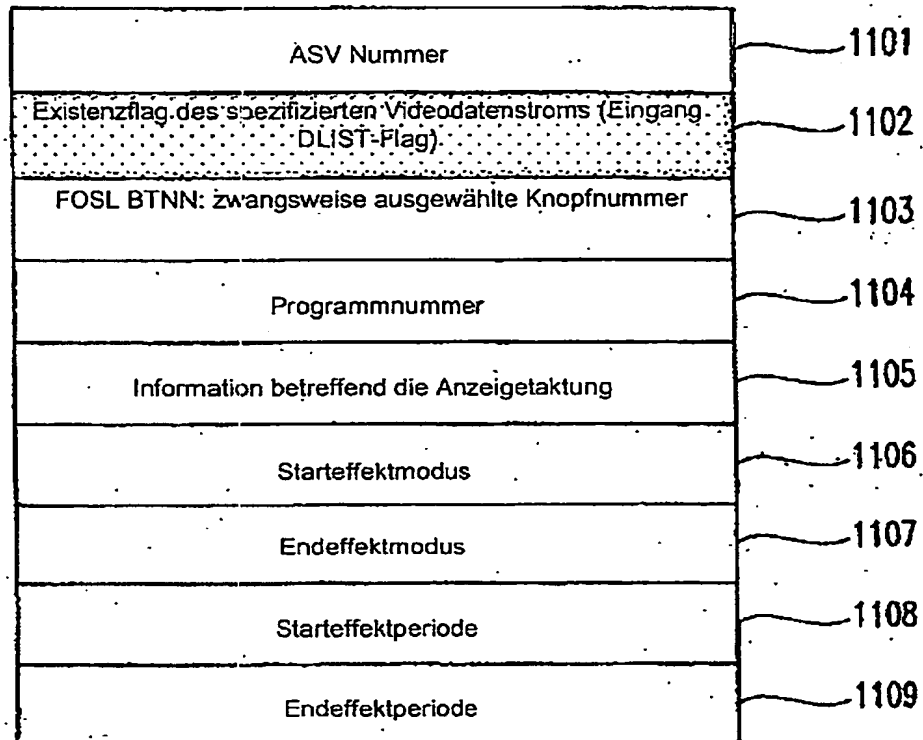 ASV Nummer
1101
Existenzflag des spezifizierten Videodatenstroms (Eingang
DLIST-Flag)
1102
FOSL BTNN: zwangsweise ausgewählte Knopfnummer
1103
Programmnummer
1104
Information betreffend die Anzeigetaktung
1105
Starteffektmodus
1106
Endeffektmodus
1107
Starteffektperiode
1108
Endeffektperiode
1109